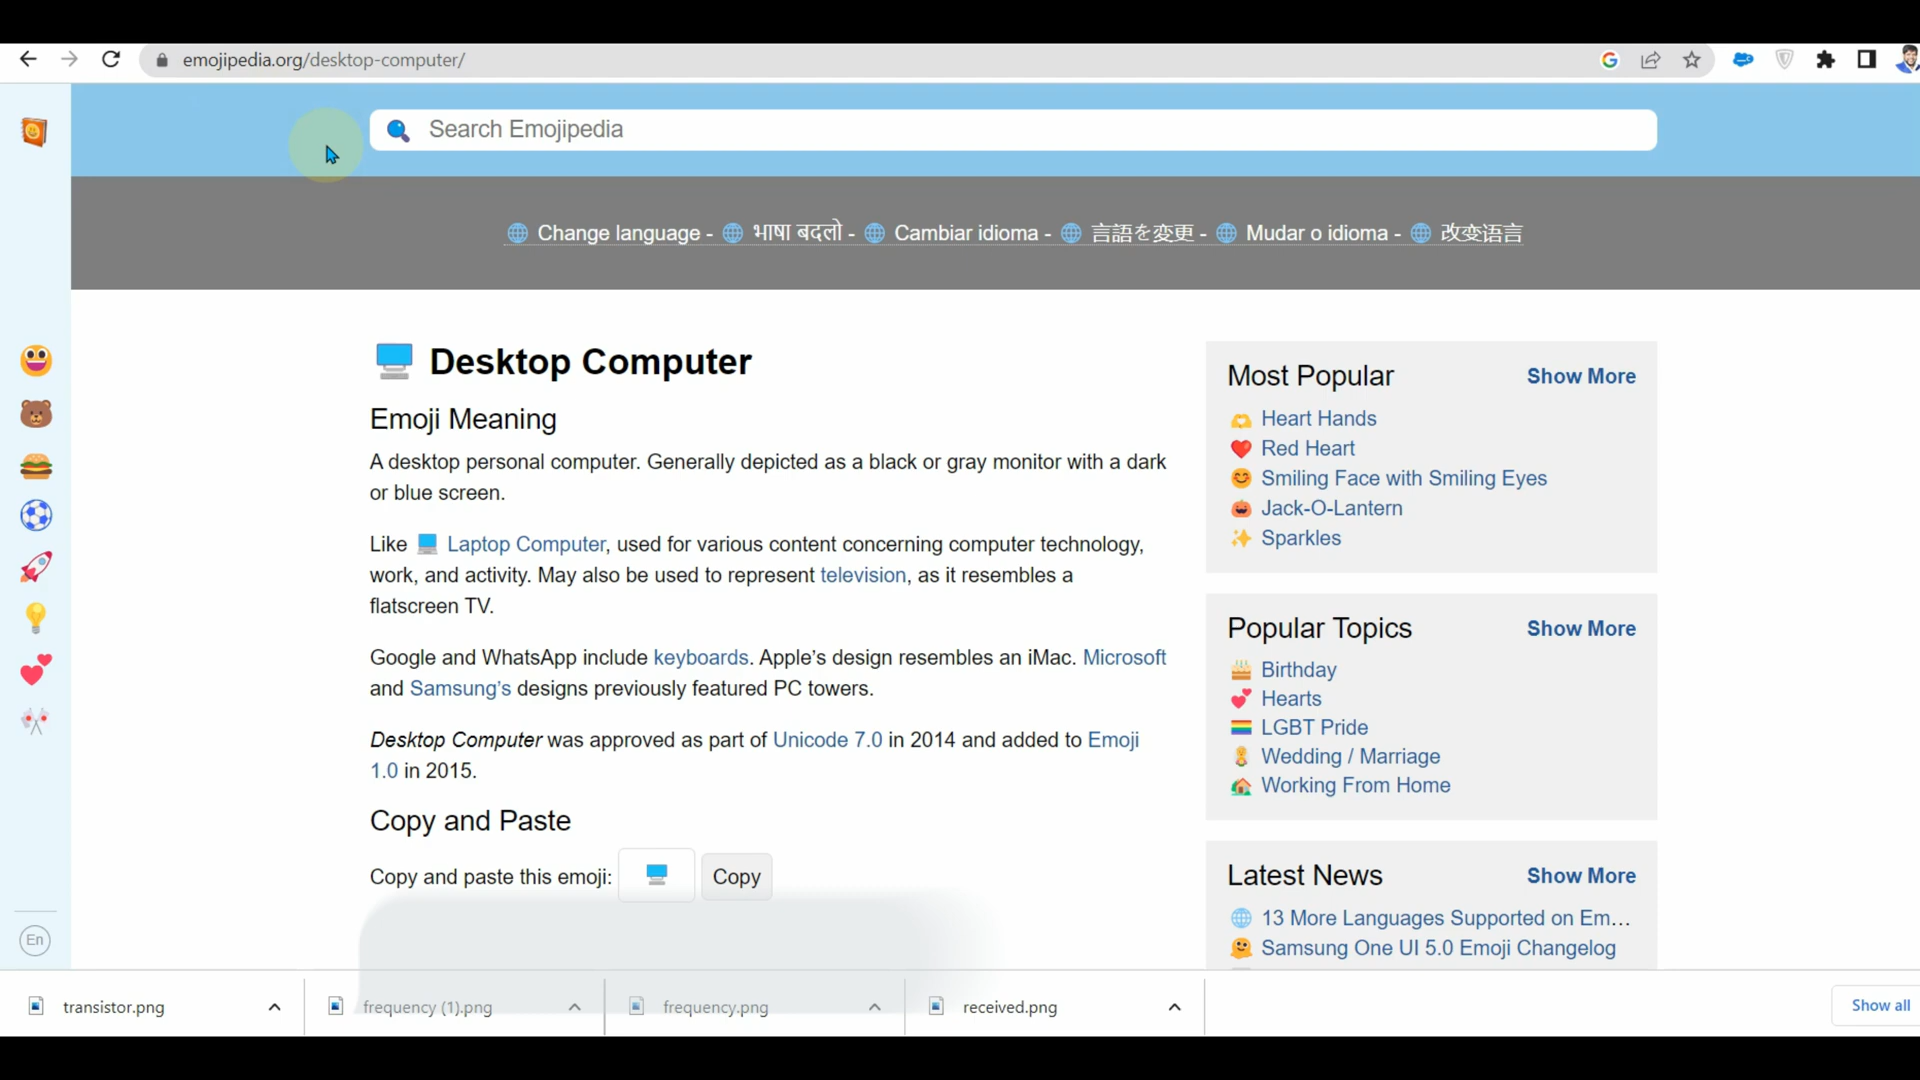 emojipedia.org/desktop-computer/
Search Emojipedia
Change language - भाषा बदलो - Cambiar idioma - 言語を変更 - Mudar o idioma - 改变语言
Desktop Computer
Emoji Meaning
A desktop personal computer. Generally depicted as a black or gray monitor with a dark
or blue screen.
Like 💻 Laptop Computer, used for various content concerning computer technology,
work, and activity. May also be used to represent television, as it resembles a
flatscreen TV.
Google and WhatsApp include keyboards. Apple’s design resembles an iMac. Microsoft
and Samsung's designs previously featured PC towers.
Desktop Computer was approved as part of Unicode 7.0 in 2014 and added to Emoji
1.0 in 2015.
Copy and Paste
Copy and paste this emoji: 🖥️ Copy
Most Popular Show More
Heart Hands
Red Heart
Smiling Face with Smiling Eyes
Jack-O-Lantern
Sparkles
Popular Topics Show More
Birthday
Hearts
LGBT Pride
Wedding / Marriage
Working From Home
Latest News Show More
13 More Languages Supported on Em...
Samsung One UI 5.0 Emoji Changelog
En
transistor.png frequency (1).png frequency.png received.png Show all